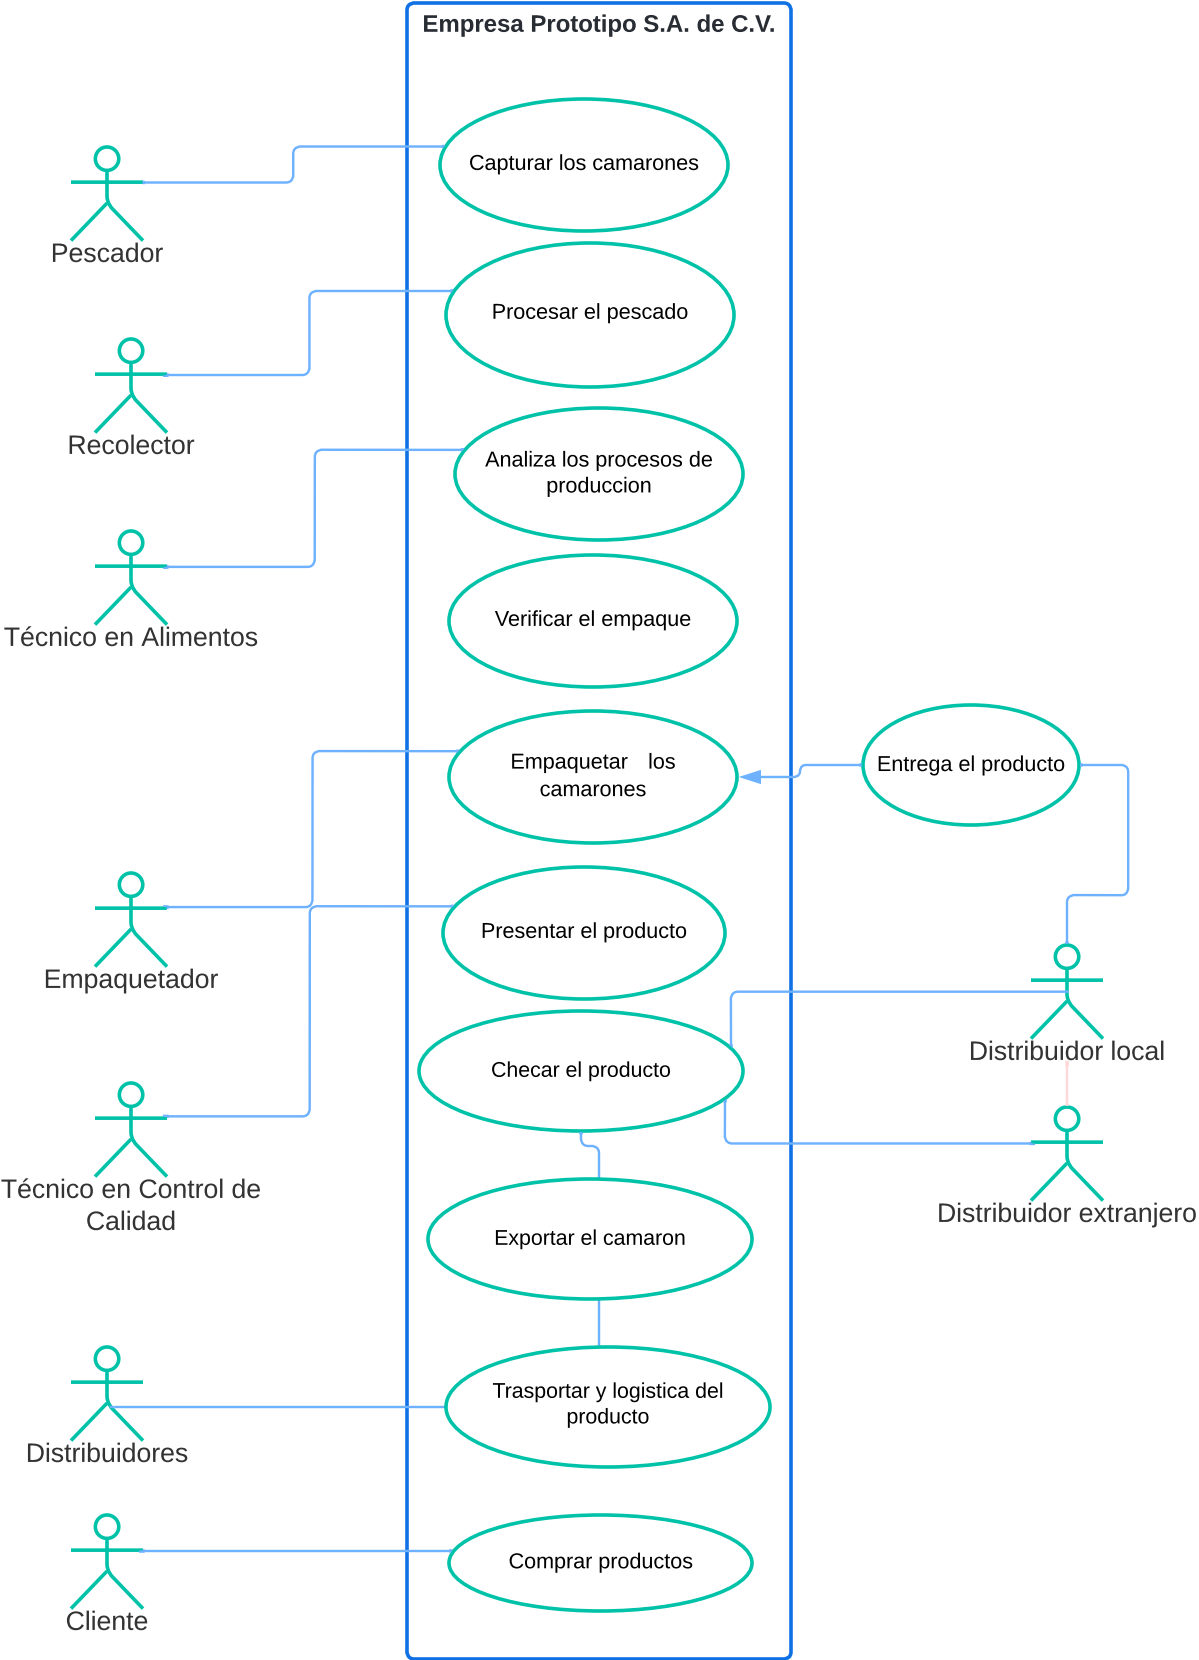 Empresa Prototipo S.A. de C.V.
Capturar los camarones
Pescador
Procesar el pescado
Recolector
Analiza los procesos de
produccion
Técnico en Alimentos
Verificar el empaque
Empaquetar los
camarones
Entrega el producto
Empaquetador
Presentar el producto
Distribuidor local
Checar el producto
Técnico en Control de
Calidad
Distribuidor extranjero
Exportar el camaron
Trasportar y logistica del
producto
Distribuidores
Comprar productos
Cliente